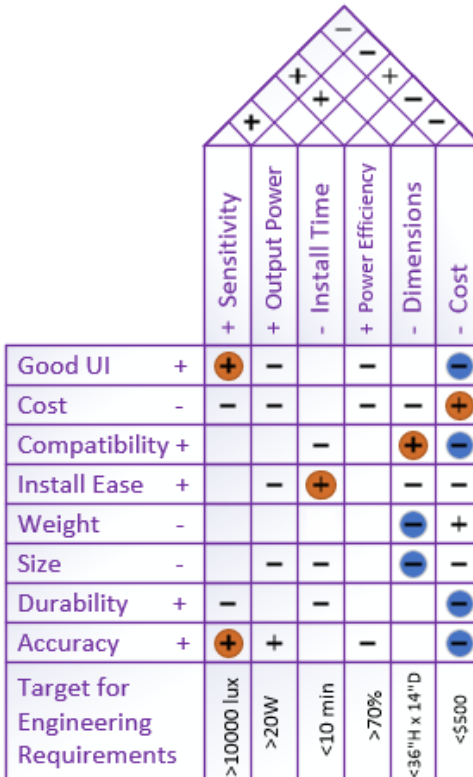 −
−
+ +
+ −
+ −
+ Sensitivity
+ Output Power
- Install Time
+ Power Efficiency
- Dimensions
- Cost
Good UI + + − − −
Cost - − − − − +
Compatibility + − + −
Install Ease + − + − −
Weight - − +
Size - − − − −
Durability + − − −
Accuracy + + + − −
Target for
Engineering
Requirements
>10000 lux
>20W
<10 min
>70%
<36"H x 14"D
<$500